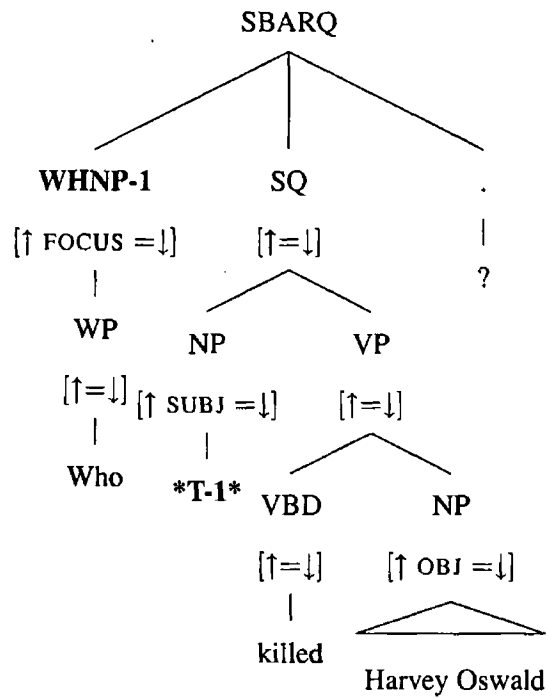 SBARQ
WHNP-1 SQ .
[↑ FOCUS =↓] [↑=↓]
?
WP NP VP
[↑=↓] [↑ SUBJ =↓] [↑=↓]
Who *T-1* VBD NP
[↑=↓] [↑ OBJ =↓]
killed
Harvey Oswald